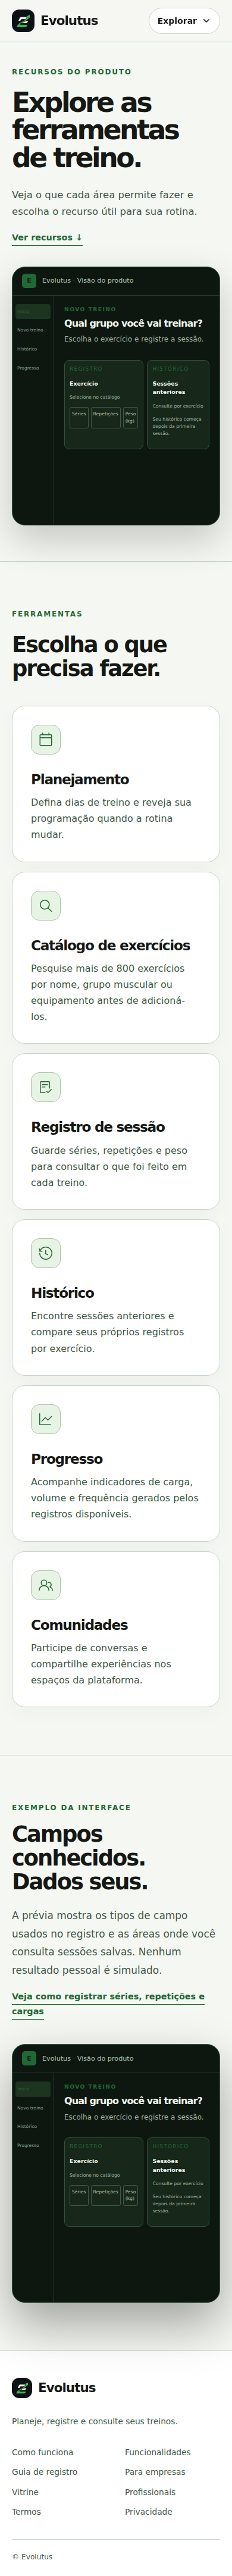 Evolutus
Explorar
RECURSOS DO PRODUTO
Explore as
ferramentas
de treino.
Veja o que cada área permite fazer e
escolha o recurso útil para sua rotina.
Ver recursos ↓
E
Evolutus · Visão do produto
Novo treino
Histórico
Progresso
NOVO TREINO
Qual grupo você vai treinar?
Escolha o exercício e registre a sessão.
REGISTRO
Exercício
Selecione no catálogo
Séries
Repetições
Peso
(kg)
HISTÓRICO
Sessões
anteriores
Consulte por exercício
Seu histórico começa
depois da primeira
sessão.
FERRAMENTAS
Escolha o que
precisa fazer.
Planejamento
Defina dias de treino e reveja sua
programação quando a rotina
mudar.
Catálogo de exercícios
Pesquise mais de 800 exercícios
por nome, grupo muscular ou
equipamento antes de adicioná-
los.
Registro de sessão
Guarde séries, repetições e peso
para consultar o que foi feito em
cada treino.
Histórico
Encontre sessões anteriores e
compare seus próprios registros
por exercício.
Progresso
Acompanhe indicadores de carga,
volume e frequência gerados pelos
registros disponíveis.
Comunidades
Participe de conversas e
compartilhe experiências nos
espaços da plataforma.
EXEMPLO DA INTERFACE
Campos
conhecidos.
Dados seus.
A prévia mostra os tipos de campo
usados no registro e as áreas onde você
consulta sessões salvas. Nenhum
resultado pessoal é simulado.
Veja como registrar séries, repetições e
cargas
E
Evolutus · Visão do produto
Novo treino
Histórico
Progresso
NOVO TREINO
Qual grupo você vai treinar?
Escolha o exercício e registre a sessão.
REGISTRO
Exercício
Selecione no catálogo
Séries
Repetições
Peso
(kg)
HISTÓRICO
Sessões
anteriores
Consulte por exercício
Seu histórico começa
depois da primeira
sessão.
Evolutus
Planeje, registre e consulte seus treinos.
Como funciona
Funcionalidades
Guia de registro
Para empresas
Vitrine
Profissionais
Termos
Privacidade
© Evolutus